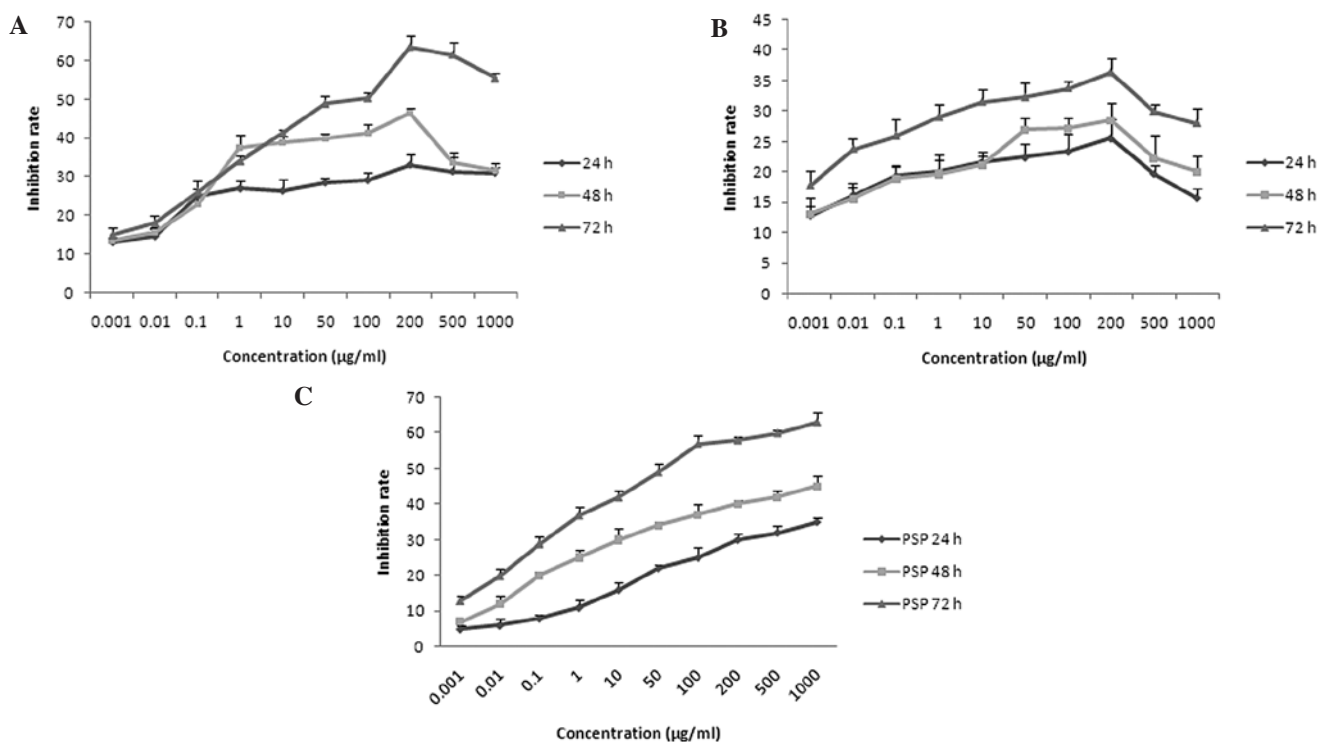 A
70
60
50
40
30
20
10
0
Inhibition rate
0.001 0.01 0.1 1 10 50 100 200 500 1000
Concentration (µg/ml)
24 h
48 h
72 h
B
45
40
35
30
25
20
15
10
5
0
Inhibition rate
0.001 0.01 0.1 1 10 50 100 200 500 1000
Concentration (µg/ml)
24 h
48 h
72 h
C
70
60
50
40
30
20
10
0
Inhibition rate
0.001 0.01 0.1 1 10 50 100 200 500 1000
Concentration (µg/ml)
PSP 24 h
PSP 48 h
PSP 72 h